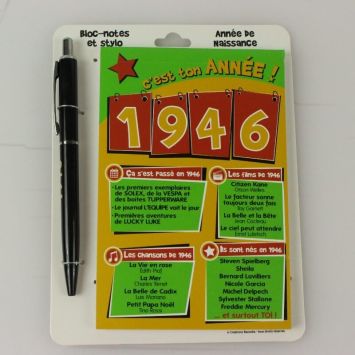 Bloc-notes
et stylo
Année de
Naissance
c'est ton ANNÉE !
1946
Ça s'est passé en 1946
• Les premiers exemplaires
de SOLEX, de la VESPA et
des boites TUPPERWARE
• Le journal L'EQUIPE voit le jour
• Premières aventures
de LUCKY LUKE
Les films de 1946
Citizen Kane
Orson Welles
Le facteur sonne
toujours deux fois
Tay Garnett
La Belle et la Bête
Jean Cocteau
Le ciel peut attendre
Ernst Lubitsch
Les chansons de 1946
La Vie en rose
Edith Piaf
La Mer
Charles Trenet
La Belle de Cadix
Luis Mariano
Petit Papa Noël
Tino Rossi
Ils sont nés en 1946
Steven Spielberg
Sheila
Bernard Lavilliers
Nicole Garcia
Michel Delpech
Sylvester Stallone
Freddie Mercury
... et surtout TOI !